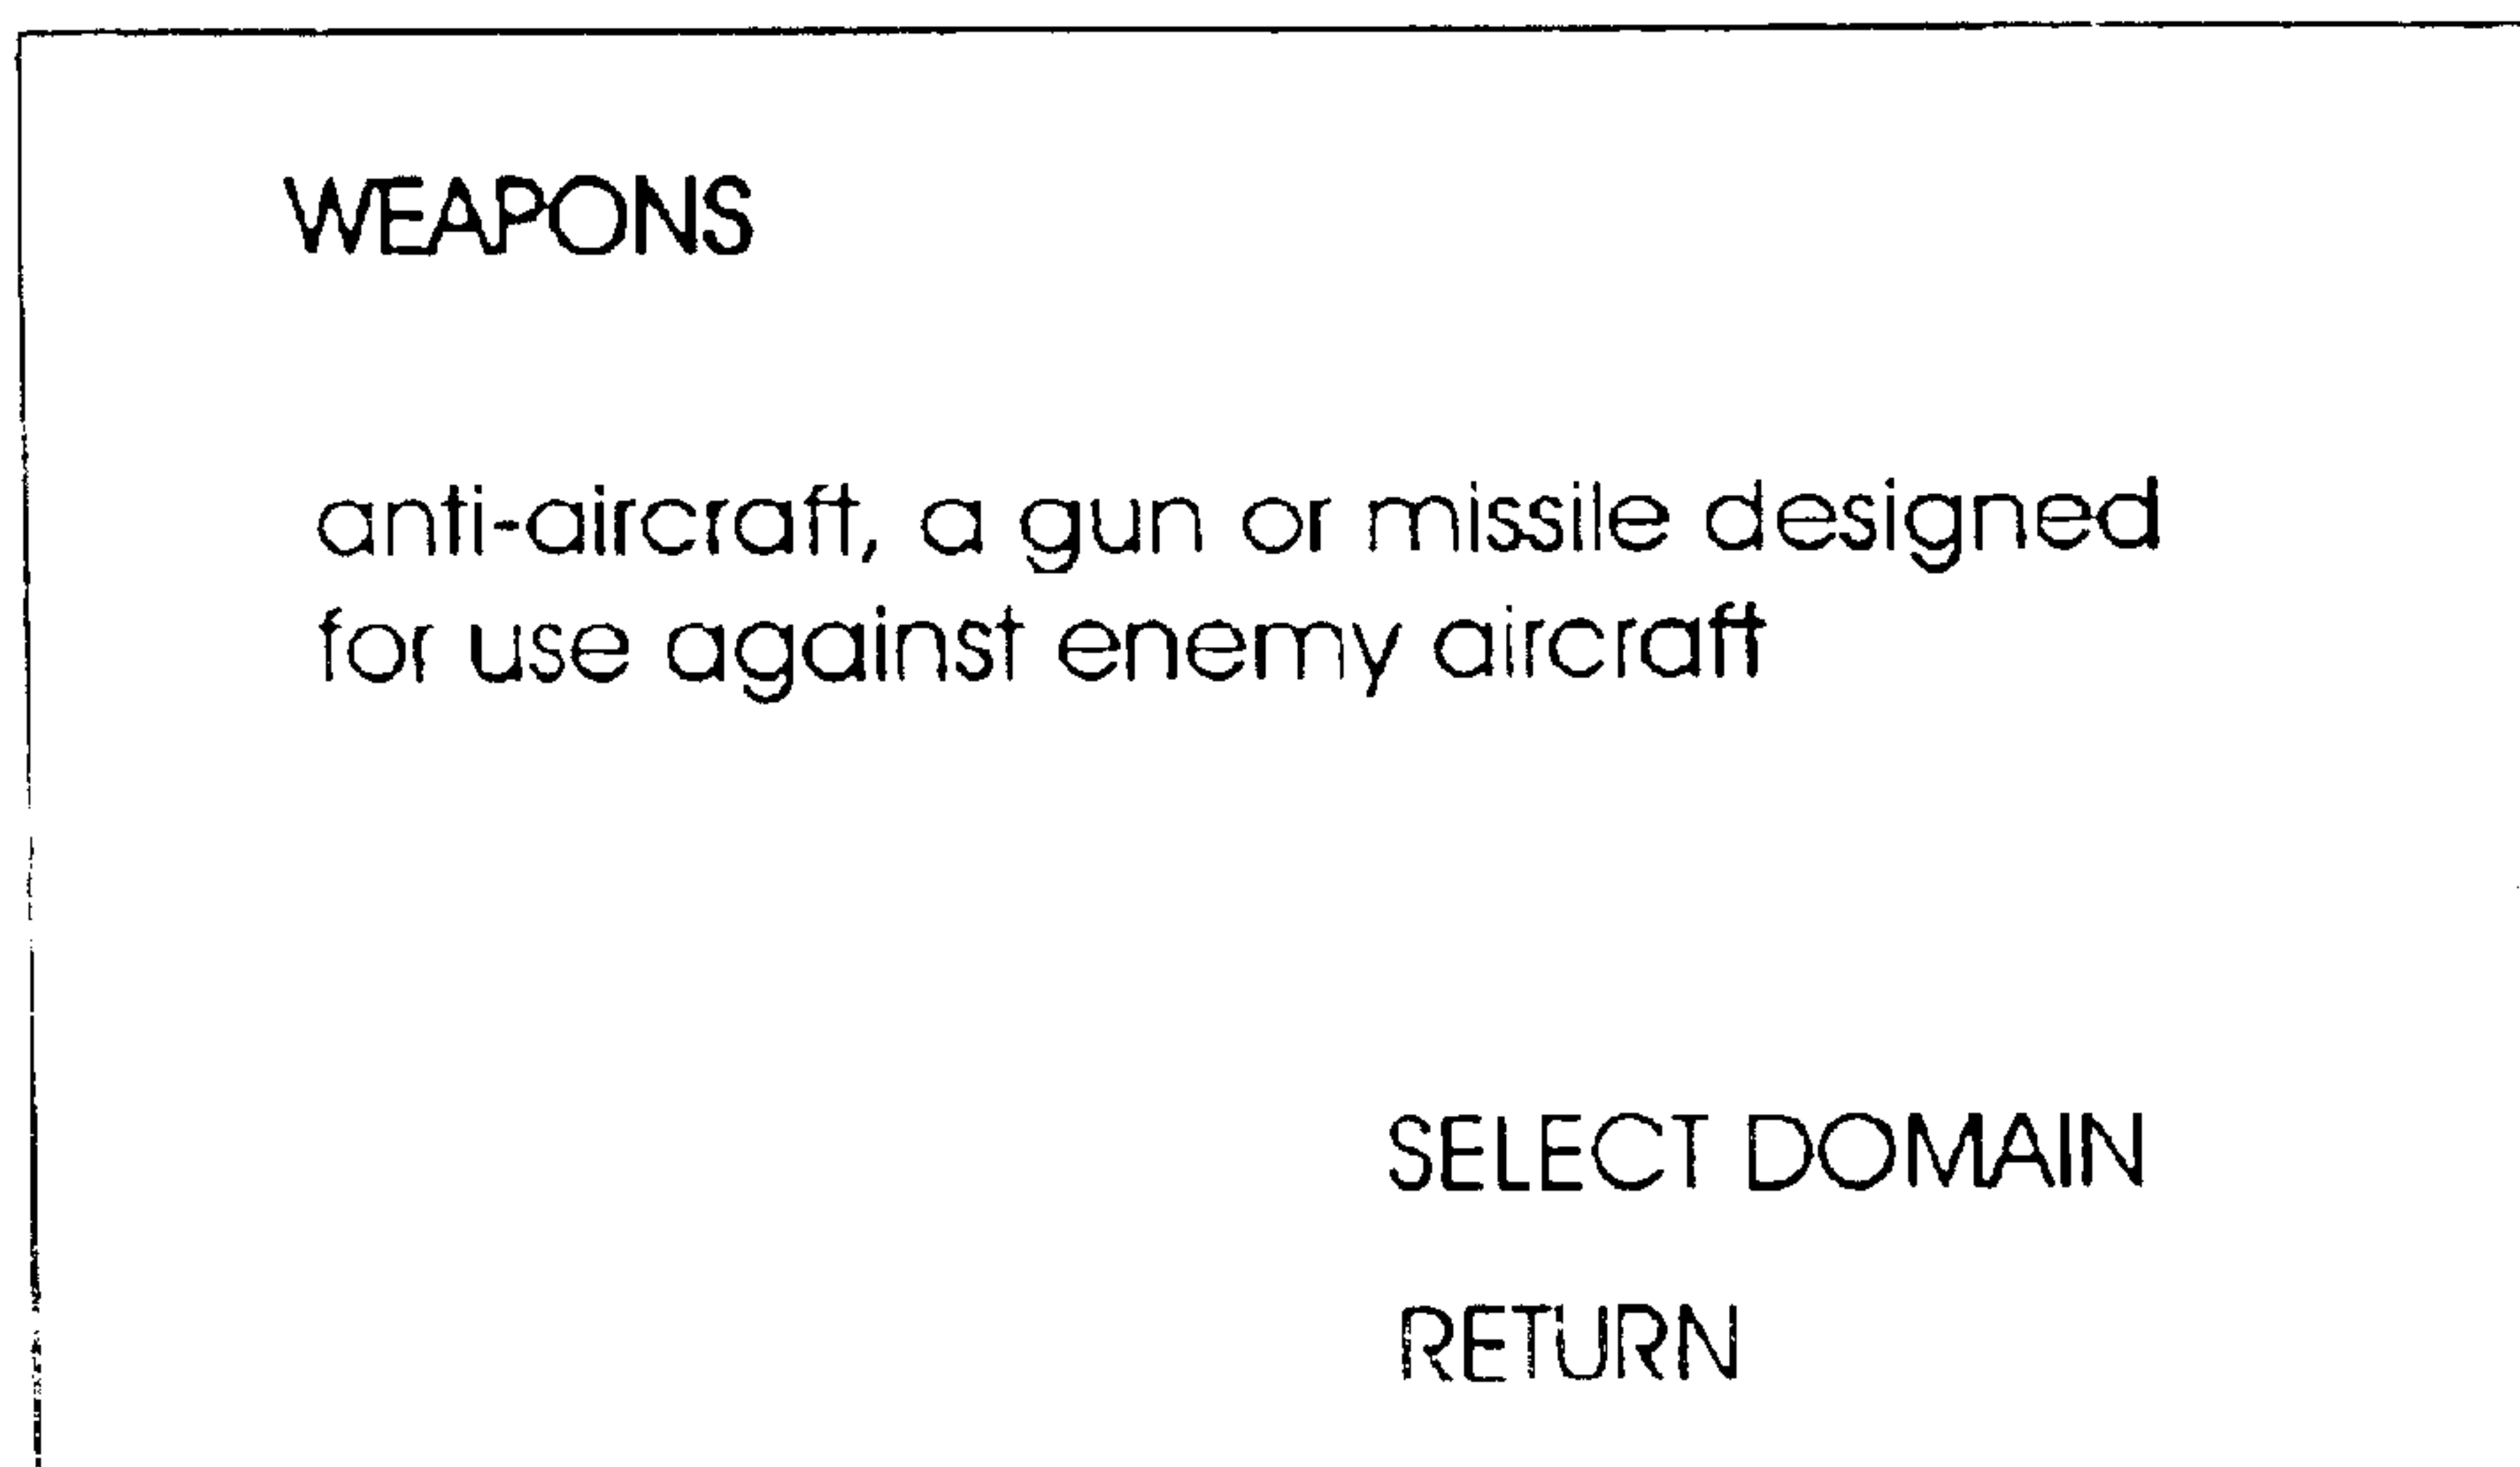 WEAPONS
anti-aircraft, a gun or missile designed
for use against enemy aircraft
SELECT DOMAIN
RETURN